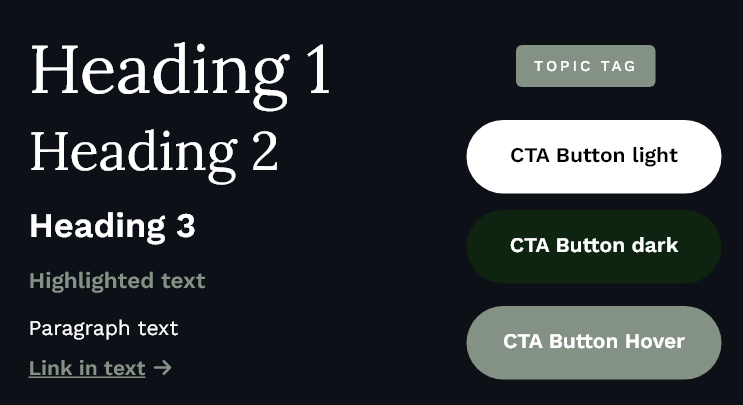 Heading 1
Heading 2
Heading 3
Highlighted text
Paragraph text
Link in text →
TOPIC TAG
CTA Button light
CTA Button dark
CTA Button Hover